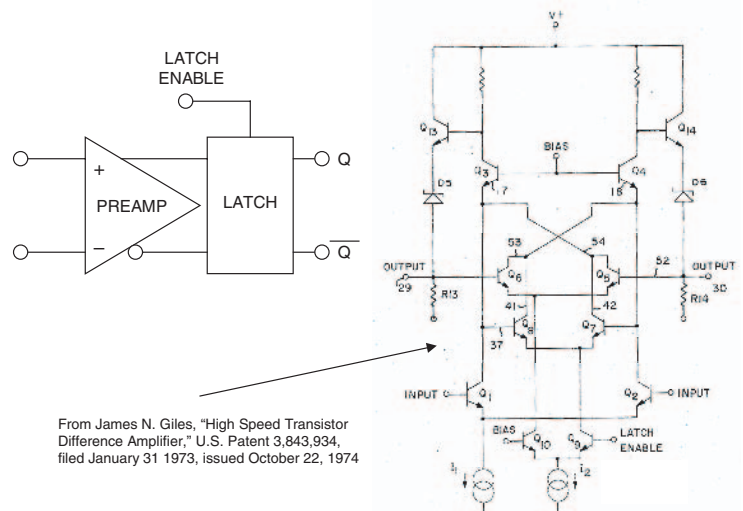 LATCH
ENABLE
+
PREAMP
−
LATCH
Q
Q
From James N. Giles, “High Speed Transistor
Difference Amplifier,” U.S. Patent 3,843,934,
filed January 31 1973, issued October 22, 1974
V+
Q13
Q14
BIAS
Q3
Q4
17
18
D5
D6
53
54
52
OUTPUT
29
Q6
Q5
OUTPUT
30
R13
R14
41
42
Q8
Q7
37
INPUT
Q1
Q2
INPUT
BIAS
Q10
Q9
LATCH
ENABLE
I1
i2